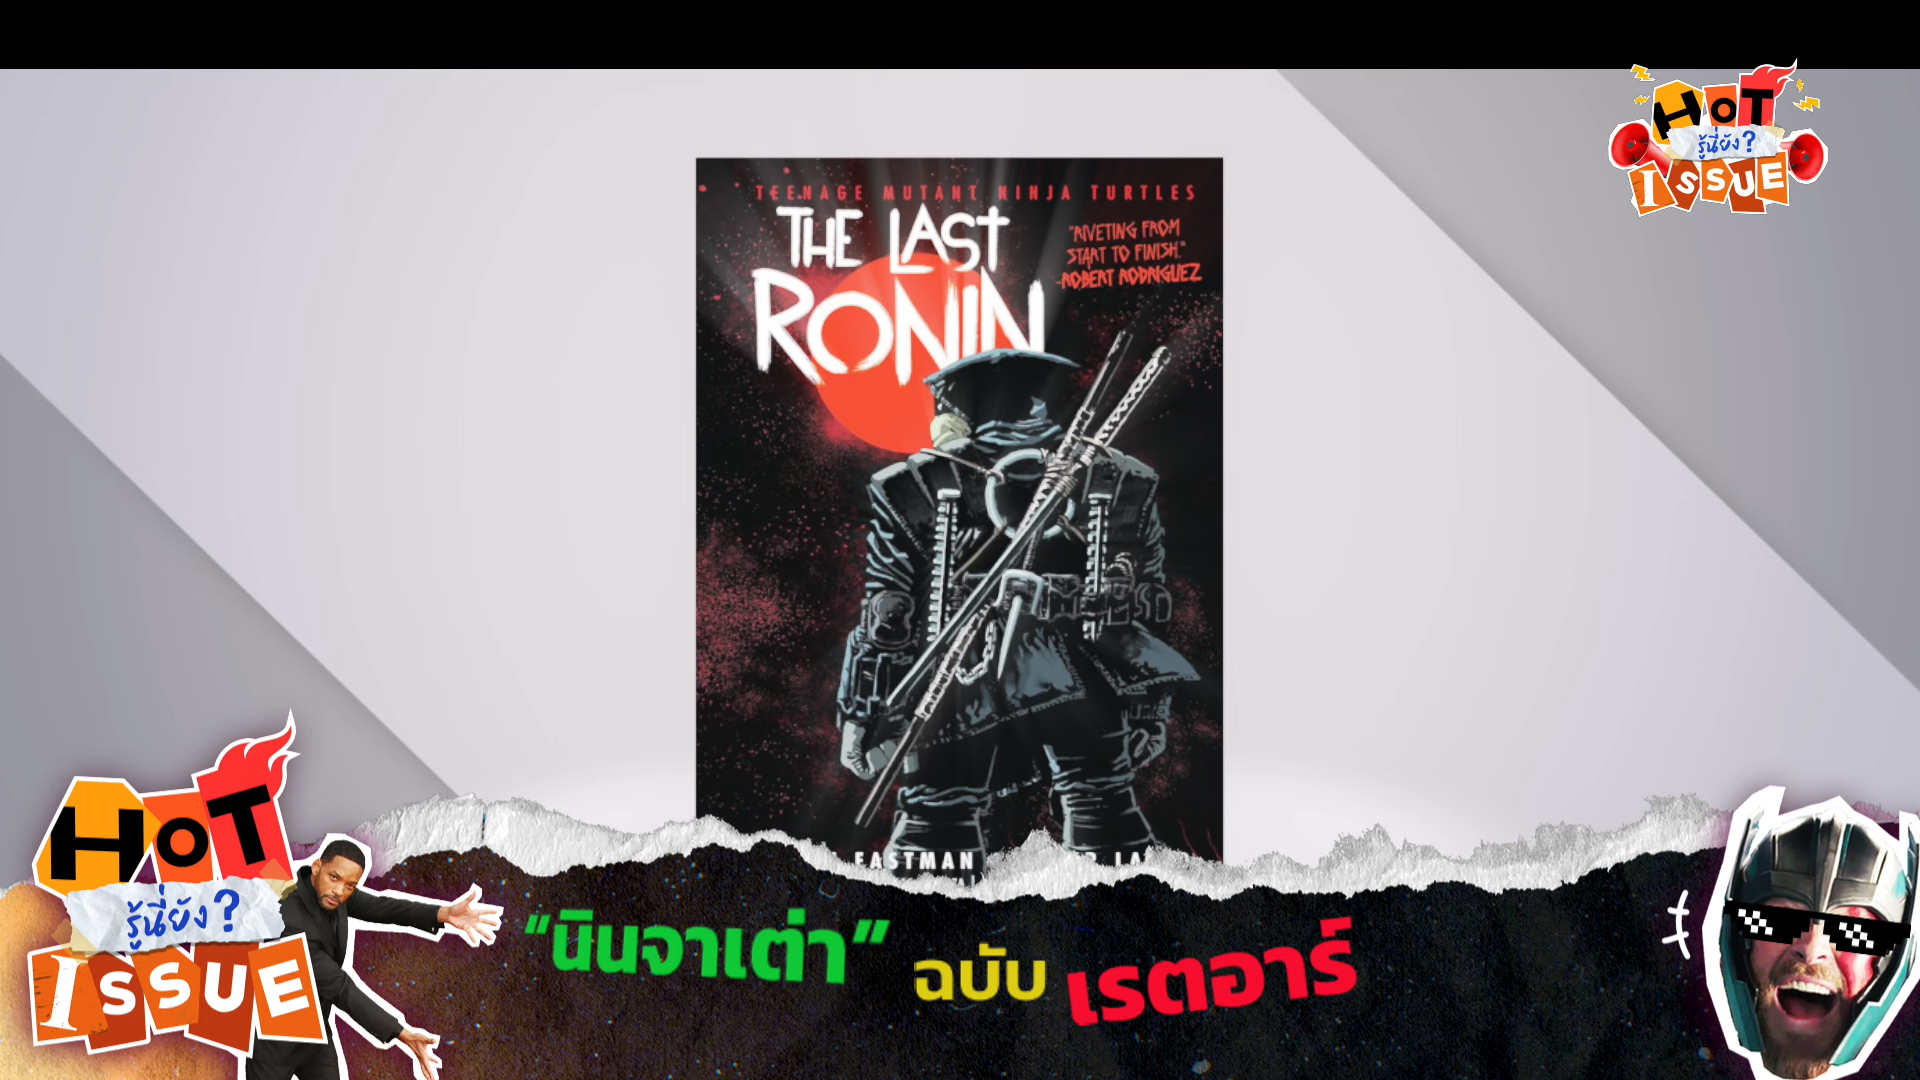 HOT
รู้นี่ยัง?
ISSUE
TEENAGE MUTANT NINJA TURTLES
THE LAST
RONIN
"RIVETING FROM
START TO FINISH."
-ROBERT RODRIGUEZ
EASTMAN
HOT
รู้นี่ยัง?
ISSUE
“นินจาเต่า” ฉบับ เรตอาร์